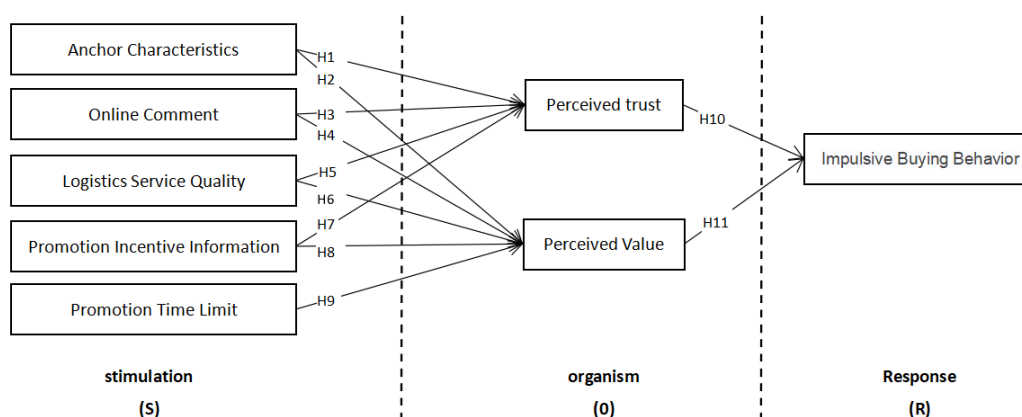 Anchor Characteristics
H1
H2
Online Comment
H3
H4
Logistics Service Quality
H5
H6
Promotion Incentive Information
H7
H8
Promotion Time Limit
H9
Perceived trust
H10
Perceived Value
H11
Impulsive Buying Behavior
stimulation
(S)
organism
(0)
Response
(R)